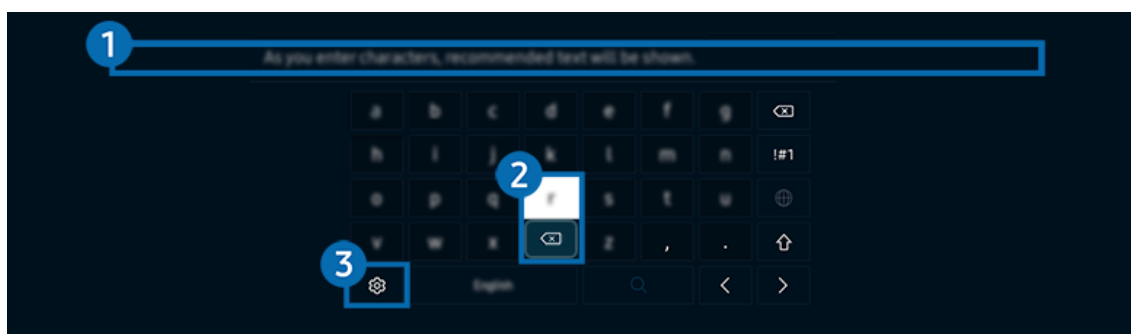 1
As you enter characters, recommended text will be shown.
a b c d e f g
h i j k l m n !#1
2
o p q r s t u
v w x z , .
3
English < >